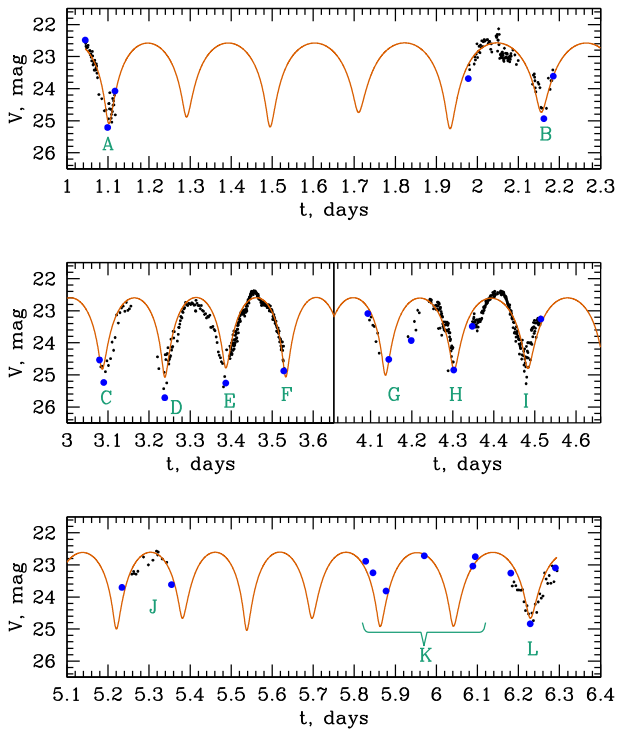 22
23
24
25
26
V, mag
A
B
1 1.1 1.2 1.3 1.4 1.5 1.6 1.7 1.8 1.9 2 2.1 2.2 2.3
t, days
22
23
24
25
26
V, mag
C D E F G H I
3 3.1 3.2 3.3 3.4 3.5 3.6 4.1 4.2 4.3 4.4 4.5 4.6
t, days t, days
22
23
24
25
26
V, mag
J
K
L
5.1 5.2 5.3 5.4 5.5 5.6 5.7 5.8 5.9 6 6.1 6.2 6.3 6.4
t, days